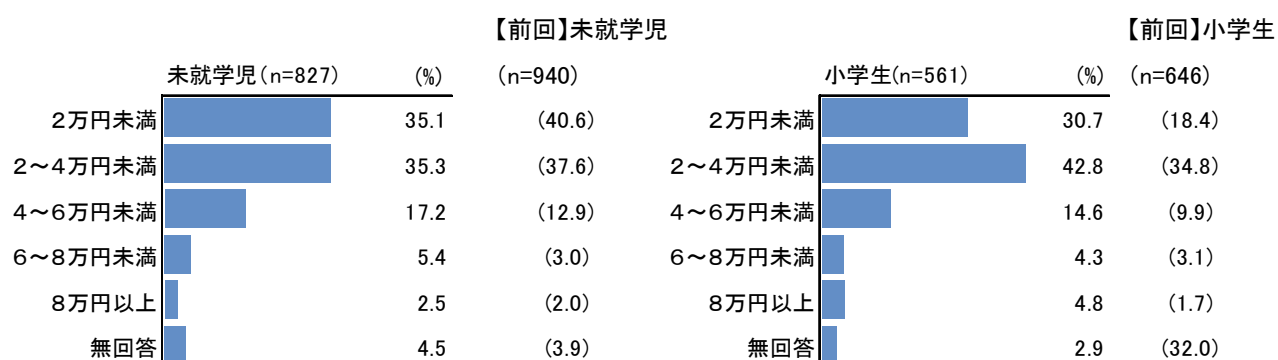 【前回】未就学児 【前回】小学生
未就学児(n=827) (%) (n=940) 小学生(n=561) (%) (n=646)
2万円未満 35.1 (40.6) 2万円未満 30.7 (18.4)
2～4万円未満 35.3 (37.6) 2～4万円未満 42.8 (34.8)
4～6万円未満 17.2 (12.9) 4～6万円未満 14.6 (9.9)
6～8万円未満 5.4 (3.0) 6～8万円未満 4.3 (3.1)
8万円以上 2.5 (2.0) 8万円以上 4.8 (1.7)
無回答 4.5 (3.9) 無回答 2.9 (32.0)